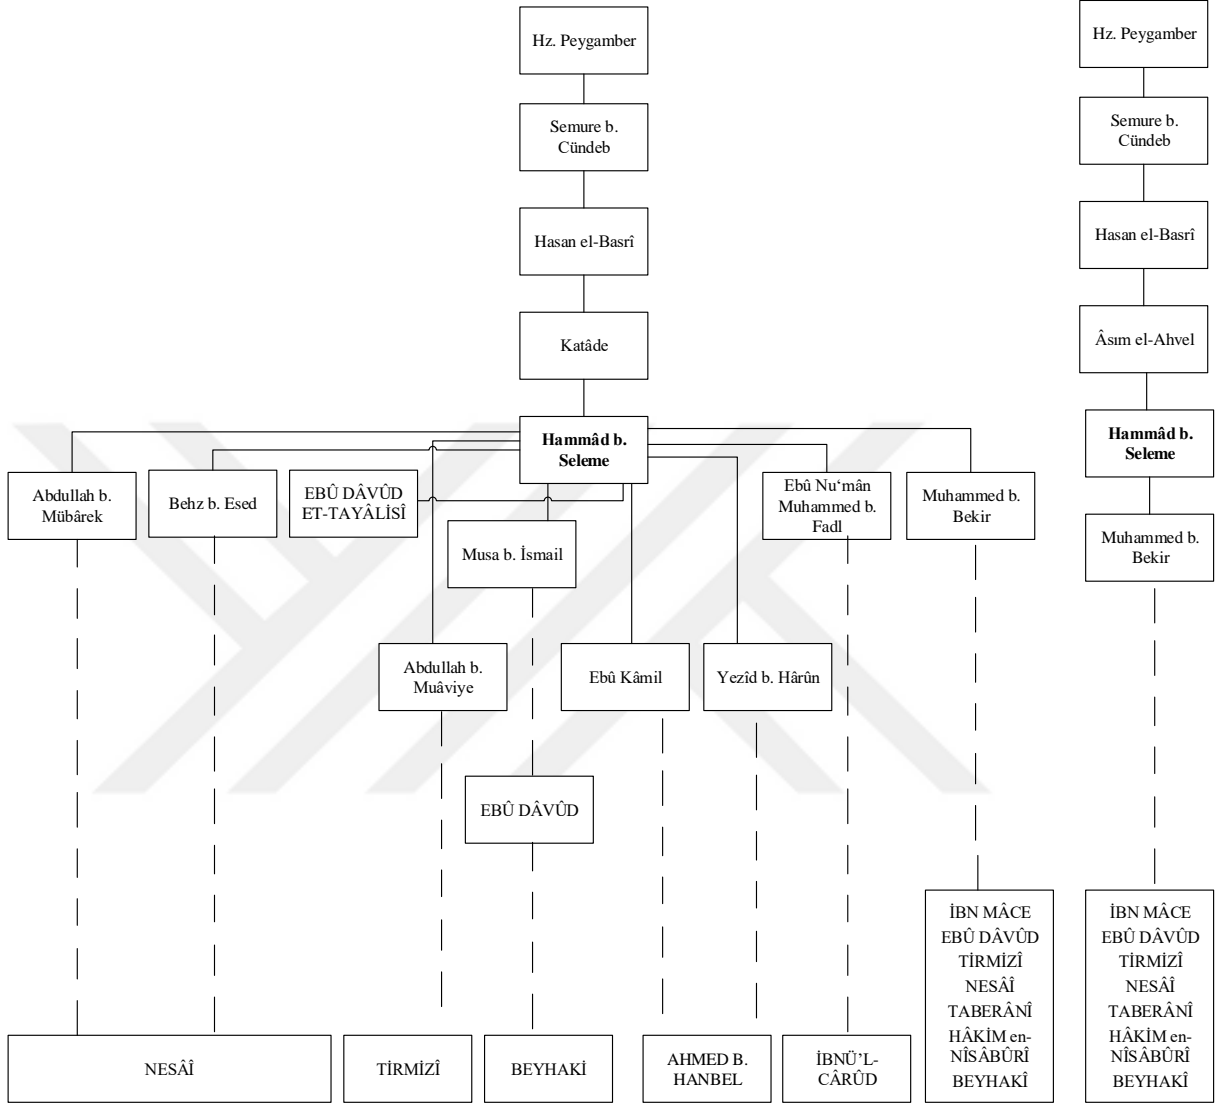 Hz. Peygamber
Semure b.
Cündeb
Hasan el-Basrî
Katâde
Hammâd b.
Seleme
Abdullah b.
Mübârek
Behz b. Esed
EBÛ DÂVÛD
ET-TAYÂLİSÎ
Musa b. İsmail
Ebû Nu‘mân
Muhammed b.
Fadl
Muhammed b.
Bekir
Abdullah b.
Muâviye
Ebû Kâmil
Yezîd b. Hârûn
EBÛ DÂVÛD
NESÂÎ
TİRMİZÎ
BEYHAKİ
AHMED B.
HANBEL
İBNÜ’L-
CÂRÛD
İBN MÂCE
EBÛ DÂVÛD
TİRMİZÎ
NESÂÎ
TABERÂNÎ
HÂKİM en-
NÎSÂBÛRÎ
BEYHAKÎ
Hz. Peygamber
Semure b.
Cündeb
Hasan el-Basrî
Âsım el-Ahvel
Hammâd b.
Seleme
Muhammed b.
Bekir
İBN MÂCE
EBÛ DÂVÛD
TİRMİZÎ
NESÂÎ
TABERÂNÎ
HÂKİM en-
NÎSÂBÛRÎ
BEYHAKÎ